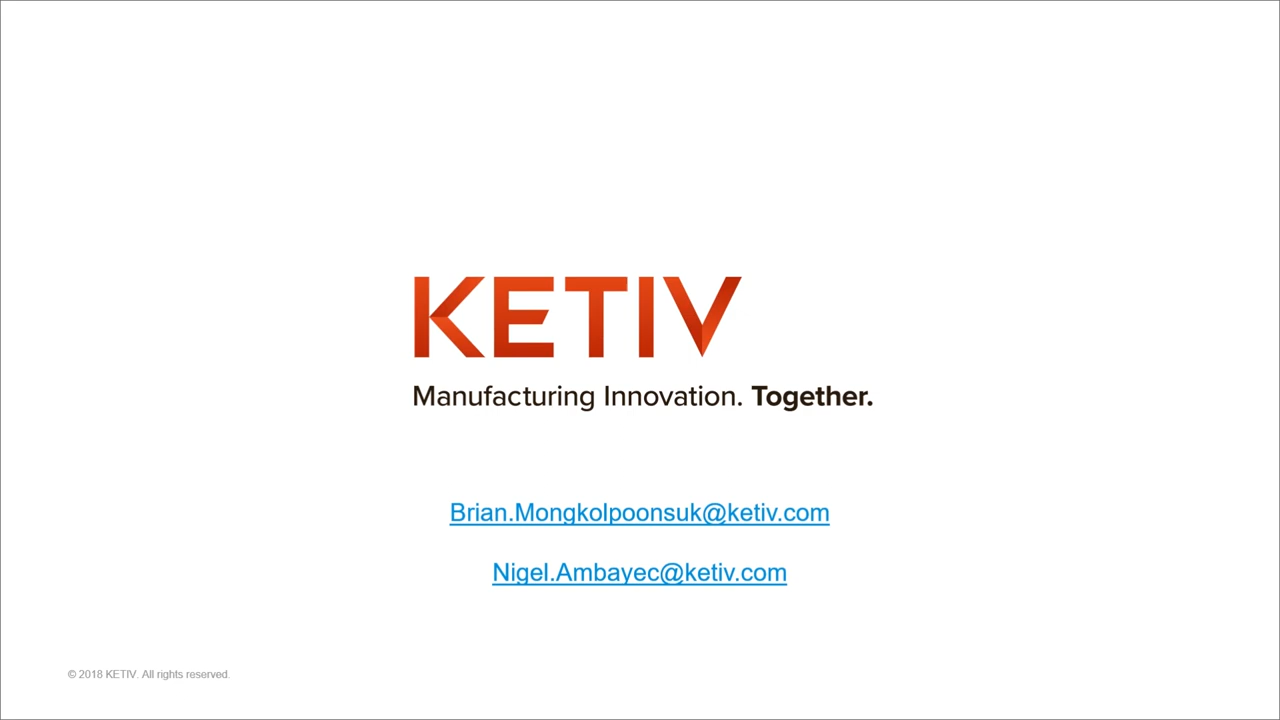 KETIV
Manufacturing Innovation. Together.
Brian.Mongkolpoonsuk@ketiv.com
Nigel.Ambayec@ketiv.com
© 2018 KETIV. All rights reserved.